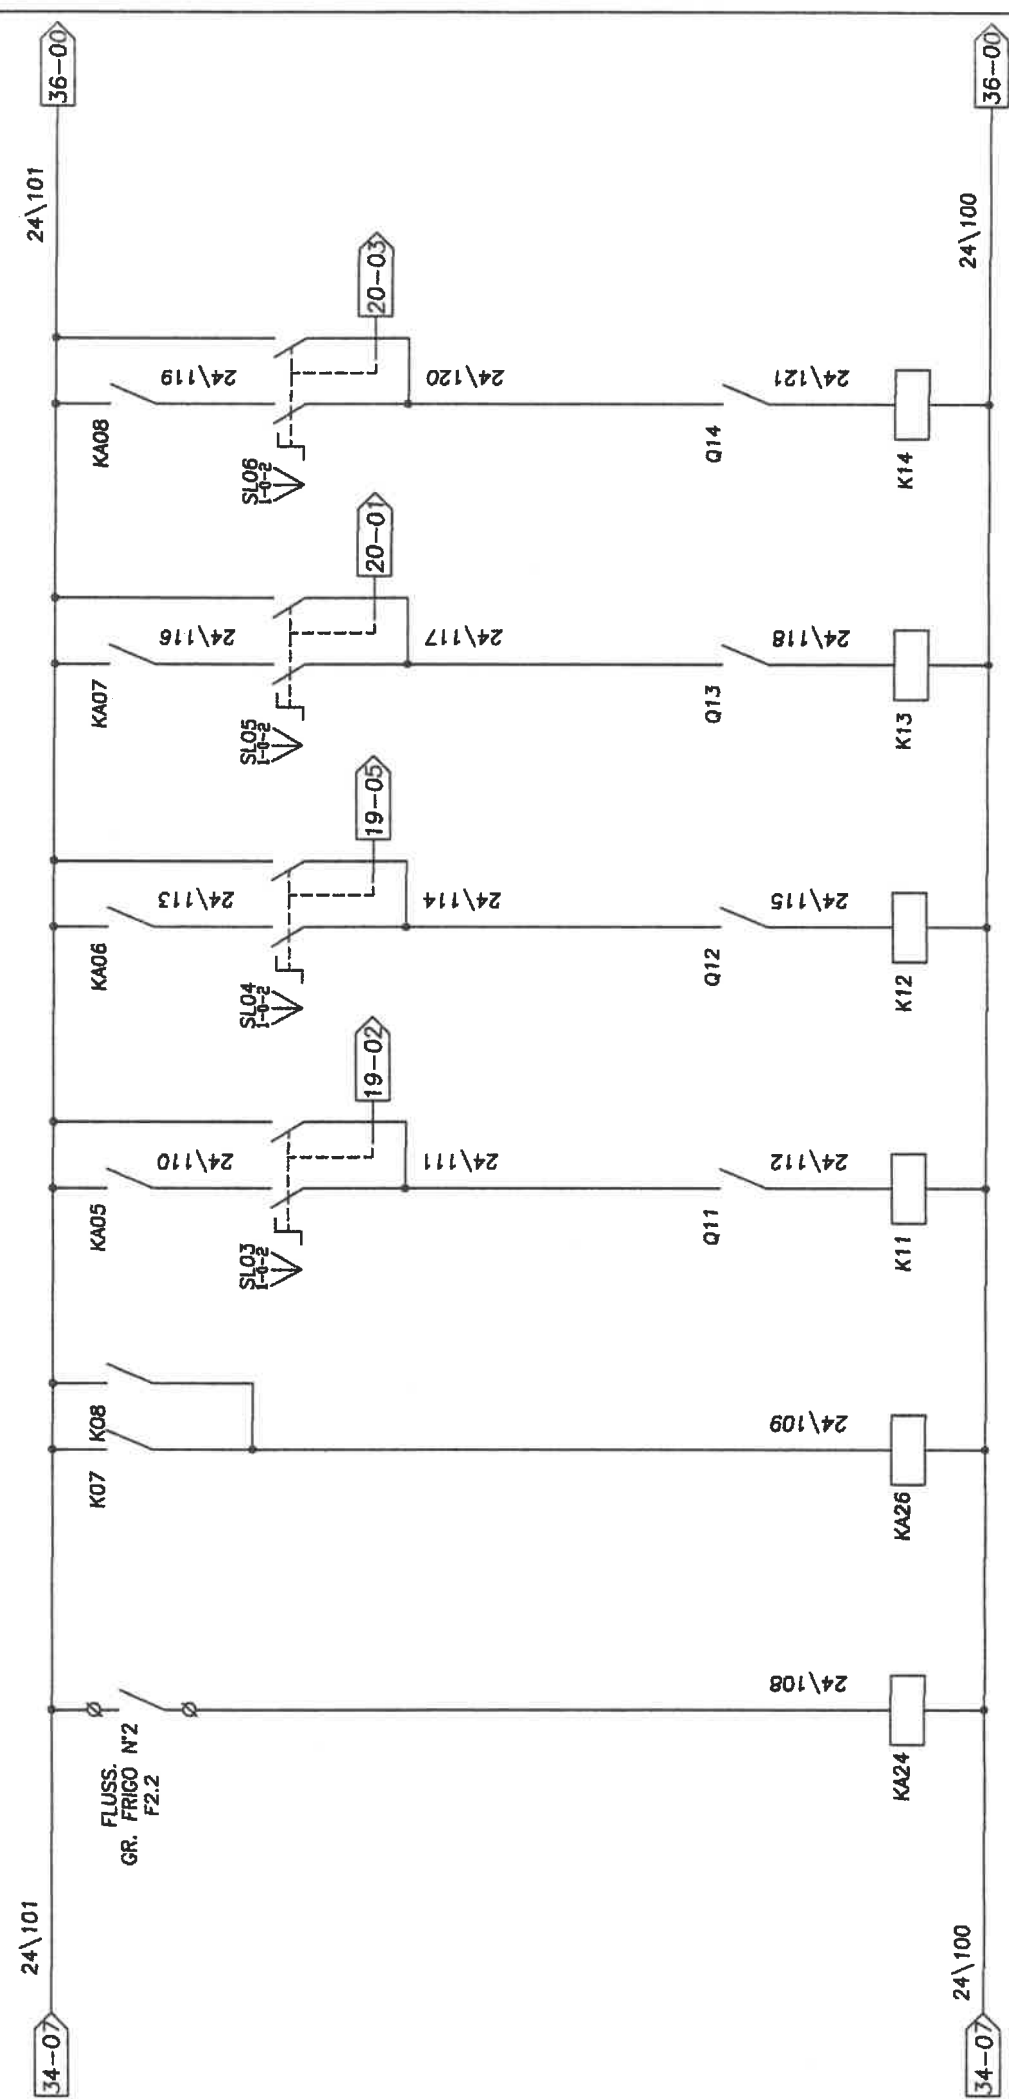 34-07
24\101
24\101
36-00
FLUSS.
GR. FRIGO N°2
F2.2
K07
K08
KA05
KA06
KA07
KA08
24\110
24\113
24\116
24\119
SL03
1-0-2
SL04
1-0-2
SL05
1-0-2
SL06
1-0-2
19-02
19-05
20-01
20-03
24\111
24\114
24\117
24\120
Q11
Q12
Q13
Q14
24\108
24\109
24\112
24\115
24\118
24\121
KA24
KA26
K11
K12
K13
K14
34-07
24\100
24\100
36-00